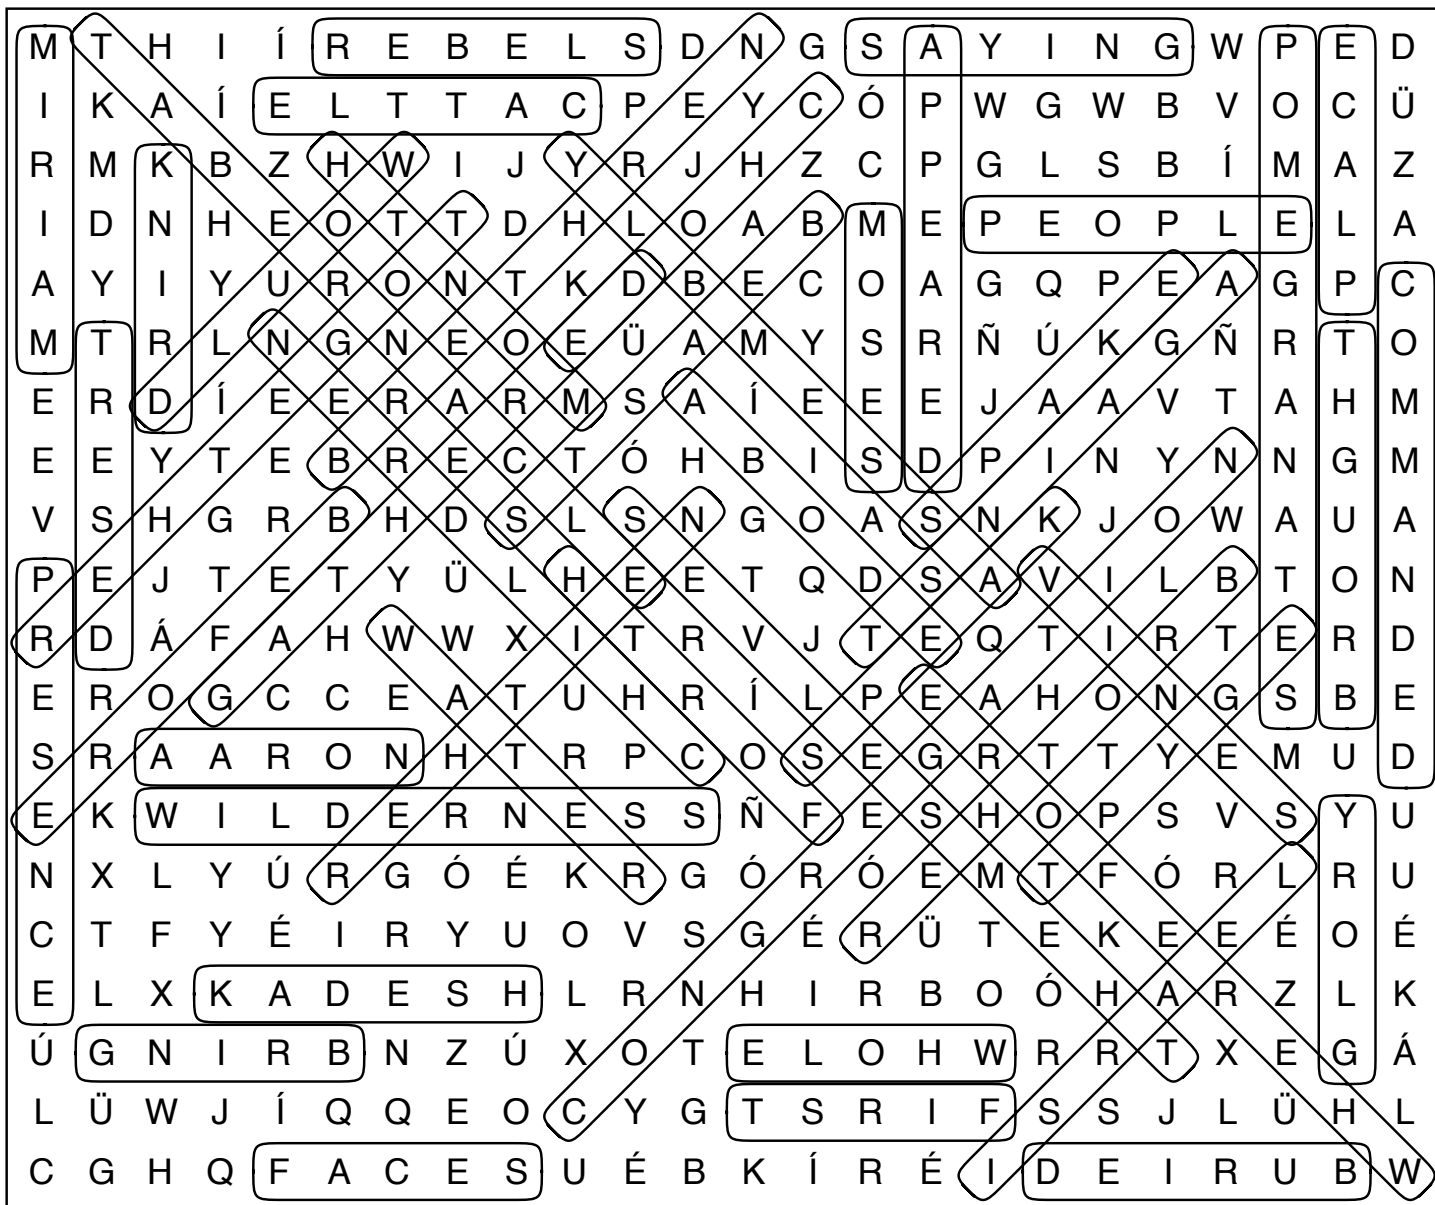 M T H I Í R E B E L S D N G S A Y I N G W P E D
I K A Í E L T T A C P E Y C Ó P W G W B V O C Ü
R M K B Z H W I J Y R J H Z C P G L S B Í M A Z
I D N H E O T T D H L O A B M E P E O P L E L A
A Y I Y U R O N T K D B E C O A G Q P E A G P C
M T R L N G N E O E Ü A M Y S R Ñ Ú K G Ñ R T O
E R D Í E E R A R M S A Í E E E J A A V T A H M
E E Y T E B R E C T Ó H B I S D P I N Y N N G M
V S H G R B H D S L S N G O A S N K J O W A U A
P E J T E T Y Ü L H E E T Q D S A V I L B T O N
R D Á F A H W W X I T R V J T E Q T I R T E R D
E R O G C C E A T U H R Í L P E A H O N G S B E
S R A A R O N H T R P C O S E G R T T Y E M U D
E K W I L D E R N E S S Ñ F E S H O P S V S Y U
N X L Y Ú R G Ó É K R G Ó R Ó E M T F Ó R L R U
C T F Y É I R Y U O V S G É R Ü T E K E E É O É
E L X K A D E S H L R N H I R B O Ó H A R Z L K
Ú G N I R B N Z Ú X O T E L O H W R R T X E G Á
L Ü W J Í Q Q E O C Y G T S R I F S S J L Ü H L
C G H Q F A C E S U É B K Í R É I D E I R U B W